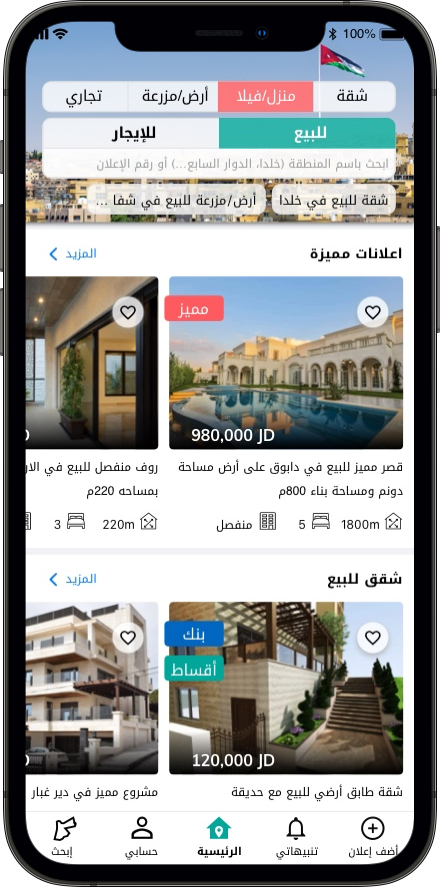 100%
شقة
منزل/فيلا
أرض/مزرعة
تجاري
للبيع
للإيجار
ابحث باسم المنطقة (خلدا، الدوار السابع...) أو رقم الإعلان
شقة للبيع في خلدا
أرض/مزرعة للبيع في شفا ...
اعلانات مميزة
المزيد
مميز
980,000 JD
قصر مميز للبيع في دابوق على أرض مساحة
دونم ومساحة بناء 800م
1800m
5
منفصل
روف منفصل للبيع في الار
بمساحه 220م
220m
3
شقق للبيع
المزيد
بنك
أقساط
120,000 JD
شقة طابق أرضي للبيع مع حديقة
مشروع مميز في دير غبار
أضف إعلان
تنبيهاتي
الرئيسية
حسابي
إبحث